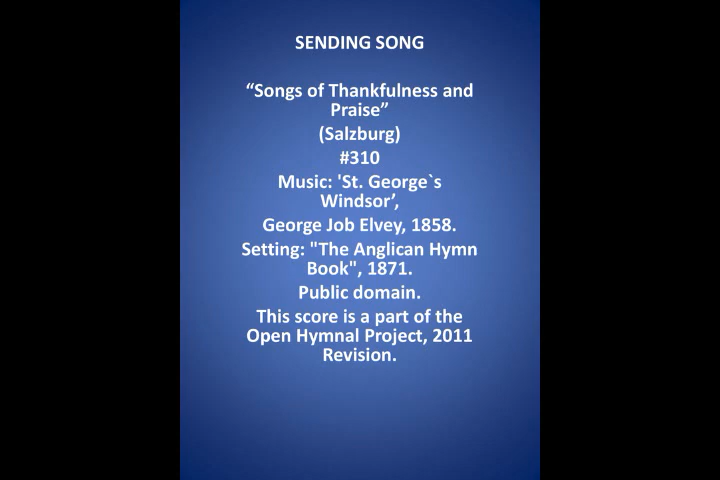 SENDING SONG
“Songs of Thankfulness and
Praise”
(Salzburg)
#310
Music: 'St. George`s
Windsor’,
George Job Elvey, 1858.
Setting: "The Anglican Hymn
Book", 1871.
Public domain.
This score is a part of the
Open Hymnal Project, 2011
Revision.